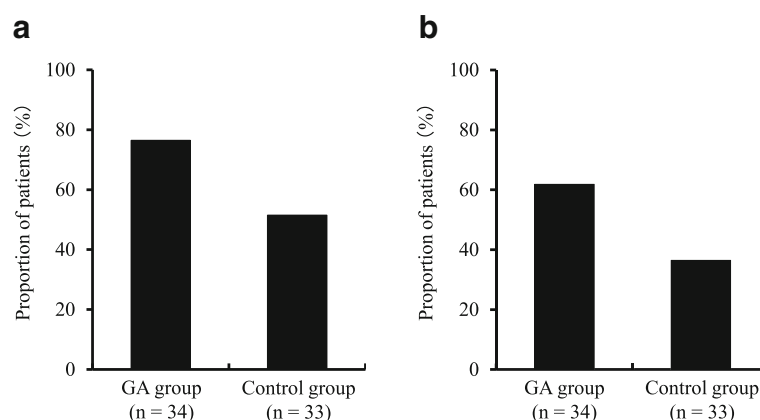 a
Proportion of patients (%)
100
80
60
40
20
0
GA group
(n = 34)
Control group
(n = 33)
b
Proportion of patients (%)
100
80
60
40
20
0
GA group
(n = 34)
Control group
(n = 33)